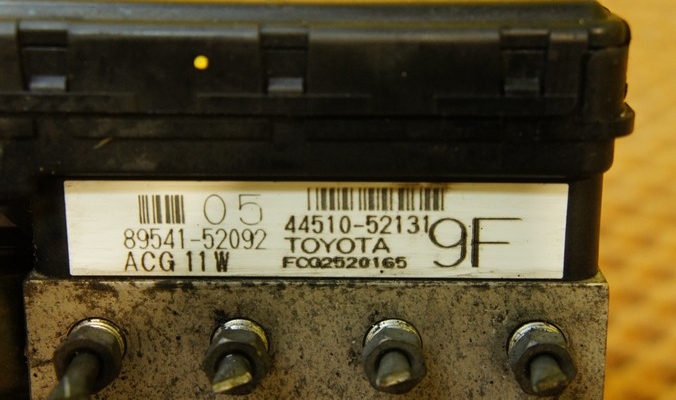 05
89541-52092
ACG 11W
44510-52131
TOYOTA
FC02520165
9F